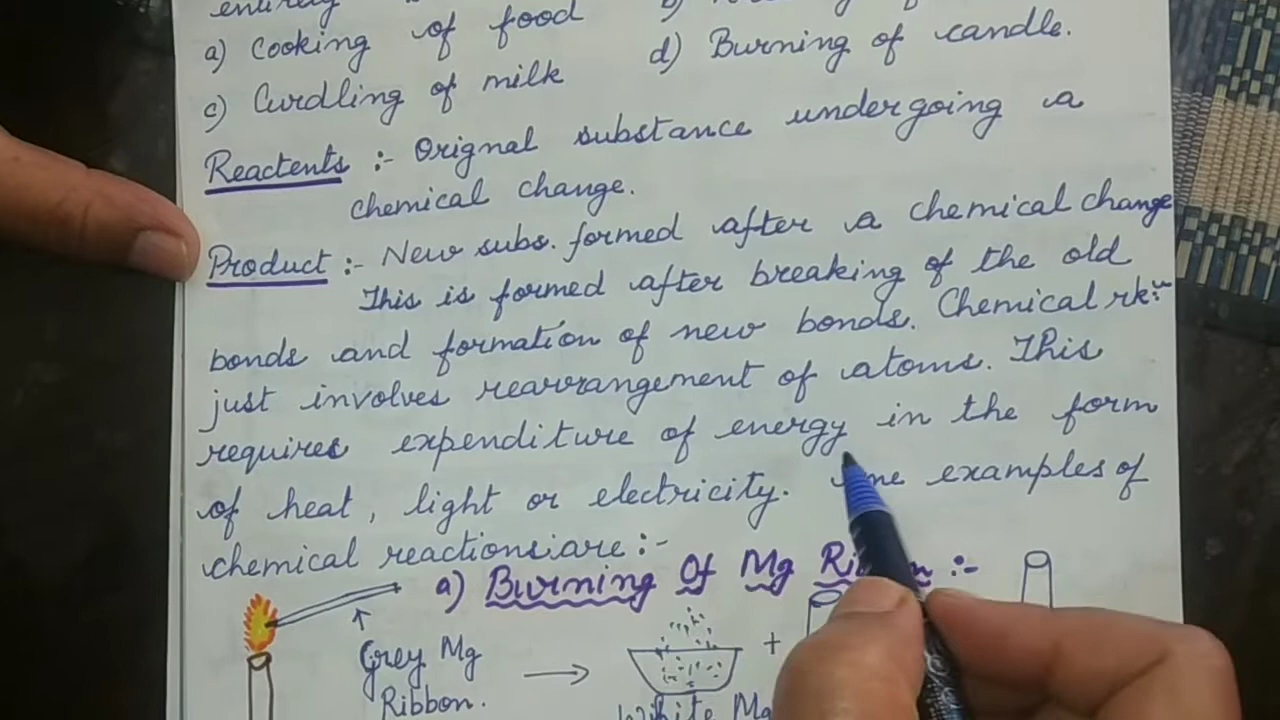 a) Cooking of food
d) Burning of candle.
c) Curdling of milk
Reactents :- Orignal substance undergoing a
chemical change.
Product :- New subs. formed after a chemical change
This is formed after breaking of the old
bonds and formation of new bonds. Chemical
just involves rearrangement of atoms. This
requires expenditure of energy in the form
of heat, light or electricity. examples of
chemical reactions are :-
a) Burning Of Mg :-
Grey Mg
Ribbon.
+
White